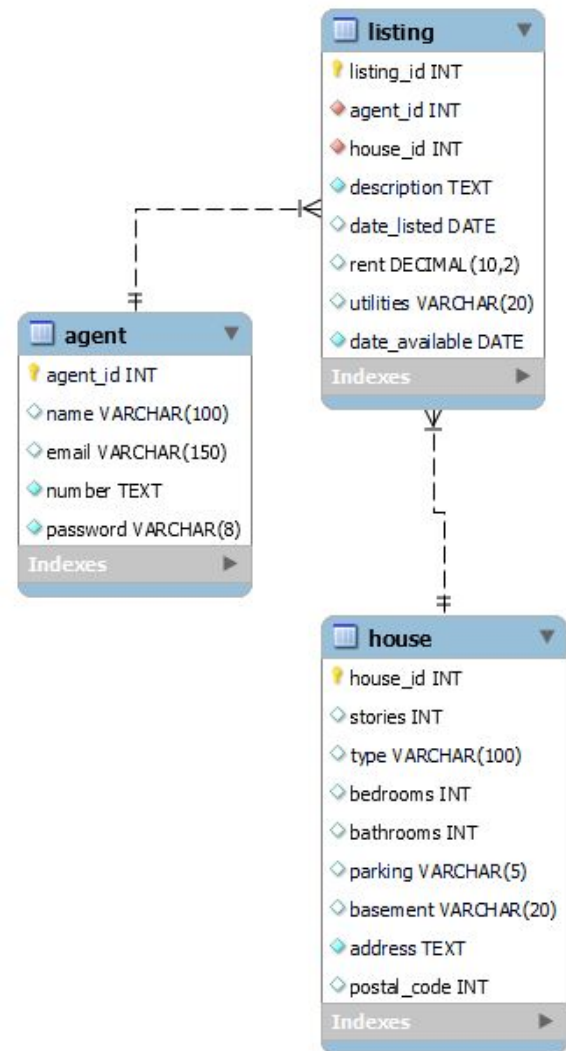 listing
listing_id INT
agent_id INT
house_id INT
description TEXT
date_listed DATE
rent DECIMAL(10,2)
utilities VARCHAR(20)
date_available DATE
Indexes
agent
agent_id INT
name VARCHAR(100)
email VARCHAR(150)
number TEXT
password VARCHAR(8)
Indexes
house
house_id INT
stories INT
type VARCHAR(100)
bedrooms INT
bathrooms INT
parking VARCHAR(5)
basement VARCHAR(20)
address TEXT
postal_code INT
Indexes